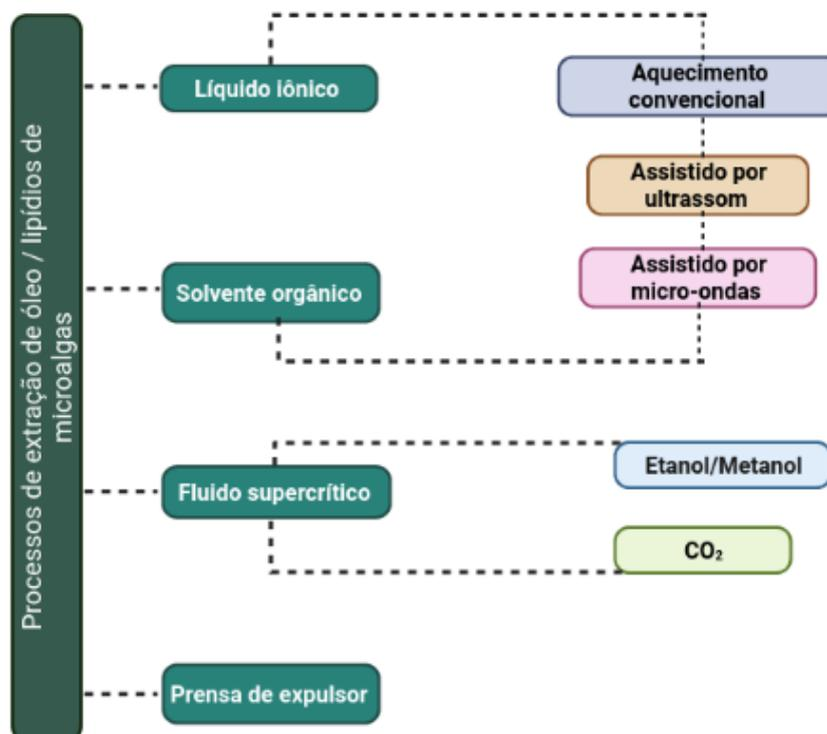 Processos de extração de óleo / lipídios de
microalgas
Líquido iônico
Aquecimento
convencional
Assistido por
ultrassom
Solvente orgânico
Assistido por
micro-ondas
Fluido supercrítico
Etanol/Metanol
CO₂
Prensa de expulsor